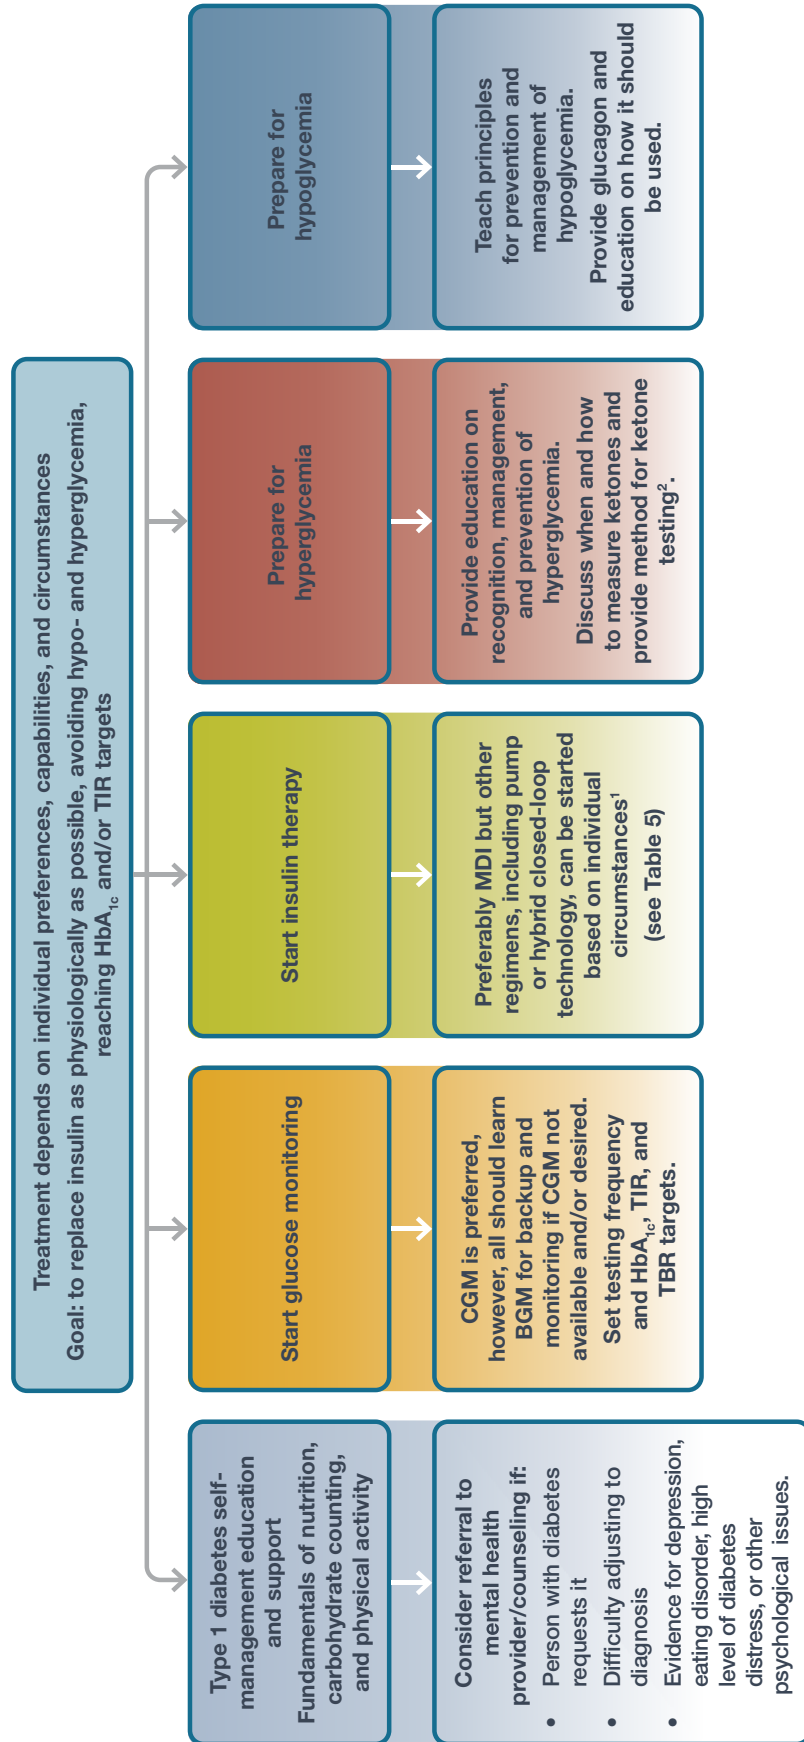 Treatment depends on individual preferences, capabilities, and circumstances
Goal: to replace insulin as physiologically as possible, avoiding hypo- and hyperglycemia,
reaching HbA1c and/or TIR targets
Type 1 diabetes self-
management education
and support
Fundamentals of nutrition,
carbohydrate counting,
and physical activity
Consider referral to
mental health
provider/counseling if:
• Person with diabetes
requests it
• Difficulty adjusting to
diagnosis
• Evidence for depression,
eating disorder, high
level of diabetes
distress, or other
psychological issues.
Start glucose monitoring
CGM is preferred,
however, all should learn
BGM for backup and
monitoring if CGM not
available and/or desired.
Set testing frequency
and HbA1c, TIR, and
TBR targets.
Start insulin therapy
Preferably MDI but other
regimens, including pump
or hybrid closed-loop
technology, can be started
based on individual
circumstances¹
(see Table 5)
Prepare for
hyperglycemia
Provide education on
recognition, management,
and prevention of
hyperglycemia.
Discuss when and how
to measure ketones and
provide method for ketone
testing².
Prepare for
hypoglycemia
Teach principles
for prevention and
management of
hypoglycemia.
Provide glucagon and
education on how it should
be used.